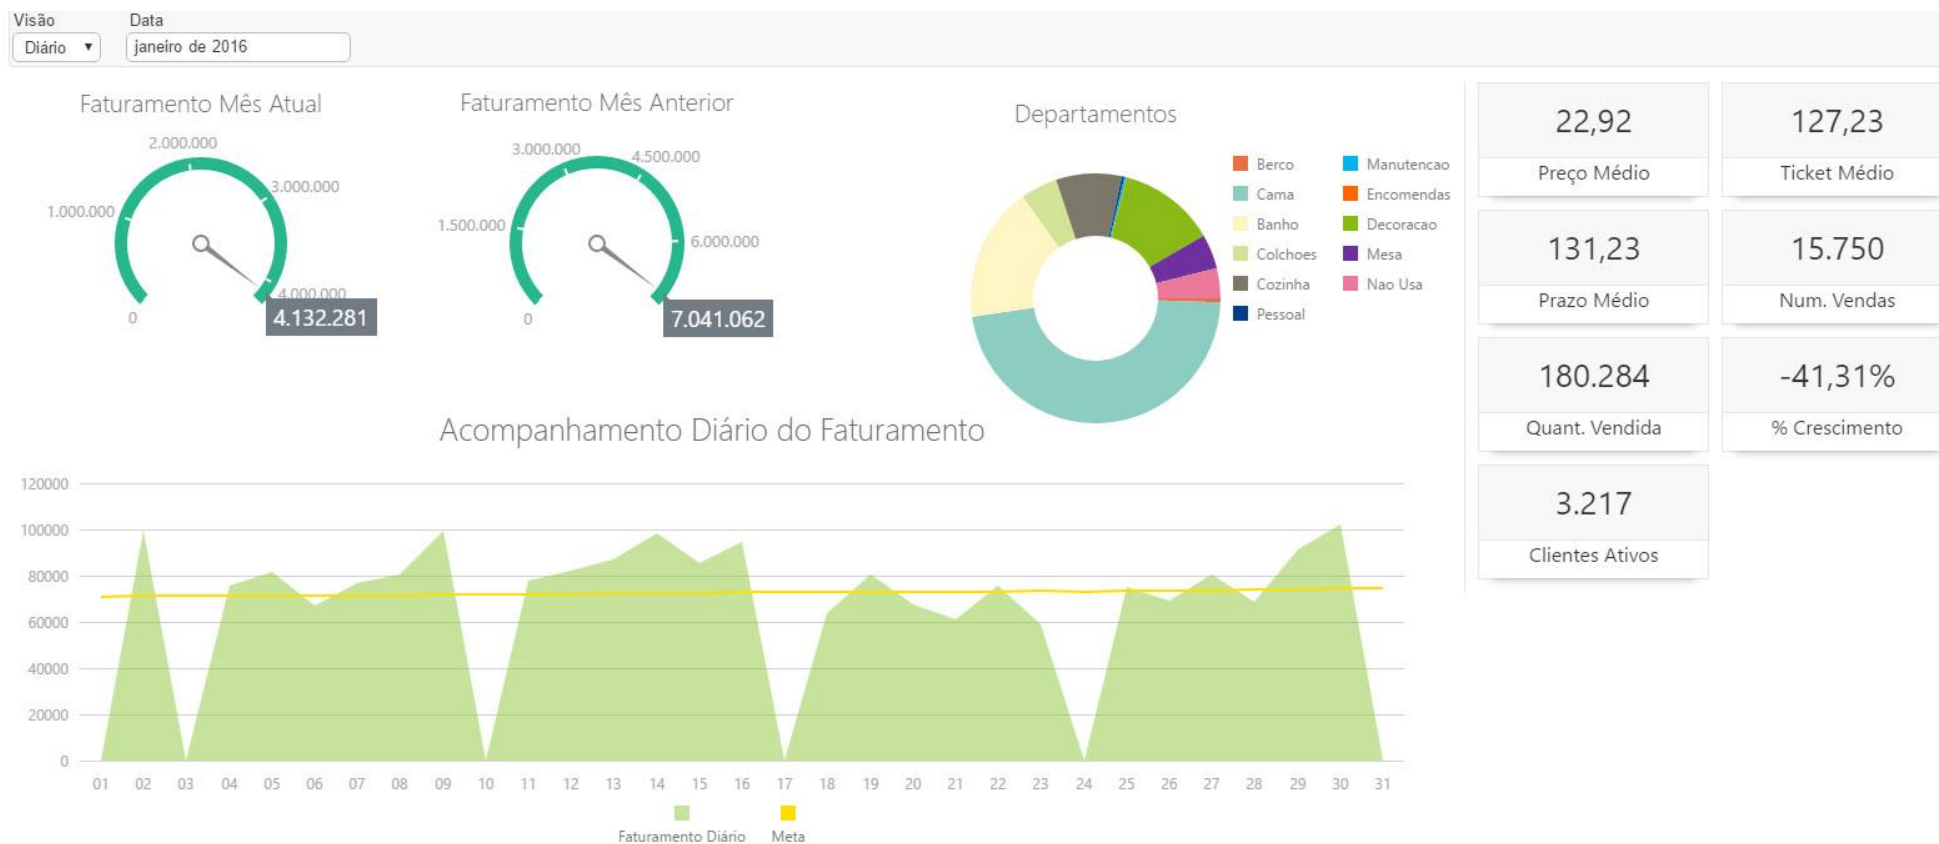 Visão Data
Diário ▼ janeiro de 2016
Faturamento Mês Atual
0
1.000.000
2.000.000
3.000.000
4.000.000
4.132.281
Faturamento Mês Anterior
0
1.500.000
3.000.000
4.500.000
6.000.000
7.041.062
Departamentos
Berco Manutencao
Cama Encomendas
Banho Decoracao
Colchoes Mesa
Cozinha Nao Usa
Pessoal
22,92
Preço Médio
127,23
Ticket Médio
131,23
Prazo Médio
15.750
Num. Vendas
180.284
Quant. Vendida
-41,31%
% Crescimento
3.217
Clientes Ativos
Acompanhamento Diário do Faturamento
120000
100000
80000
60000
40000
20000
0
01 02 03 04 05 06 07 08 09 10 11 12 13 14 15 16 17 18 19 20 21 22 23 24 25 26 27 28 29 30 31
Faturamento Diário Meta